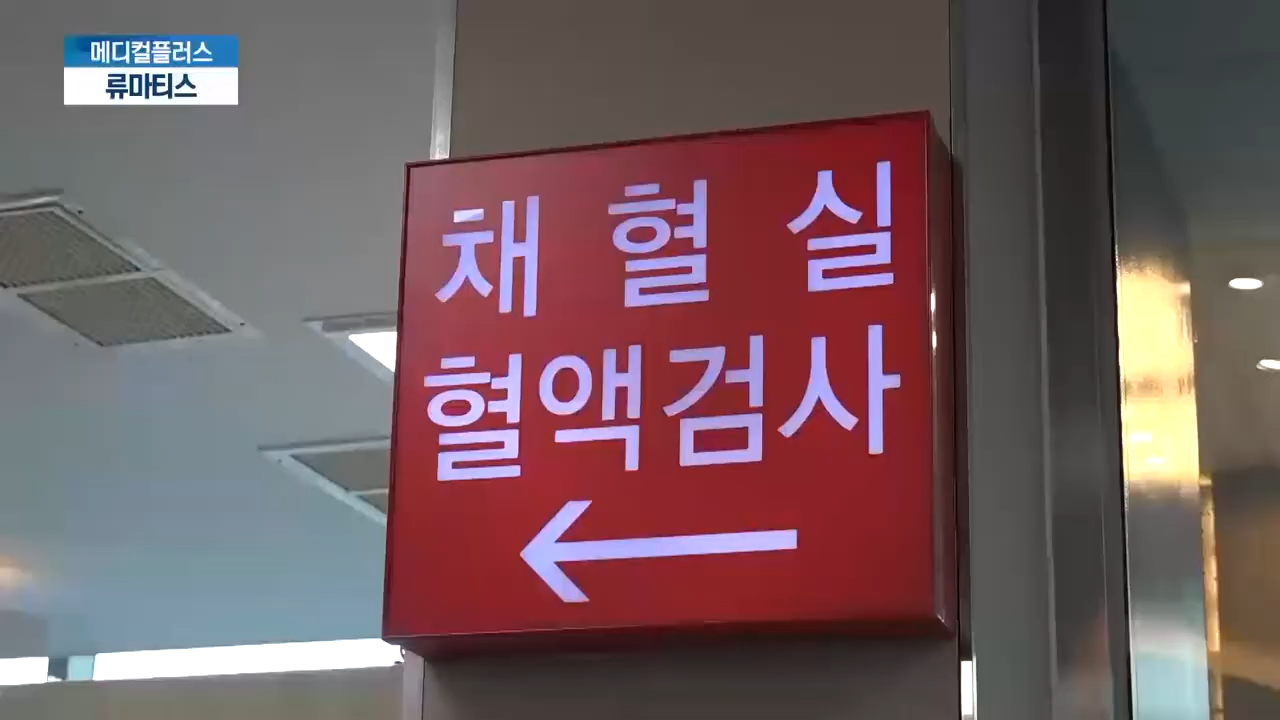 메디컬플러스
류마티스
채 혈 실
혈액검사
←